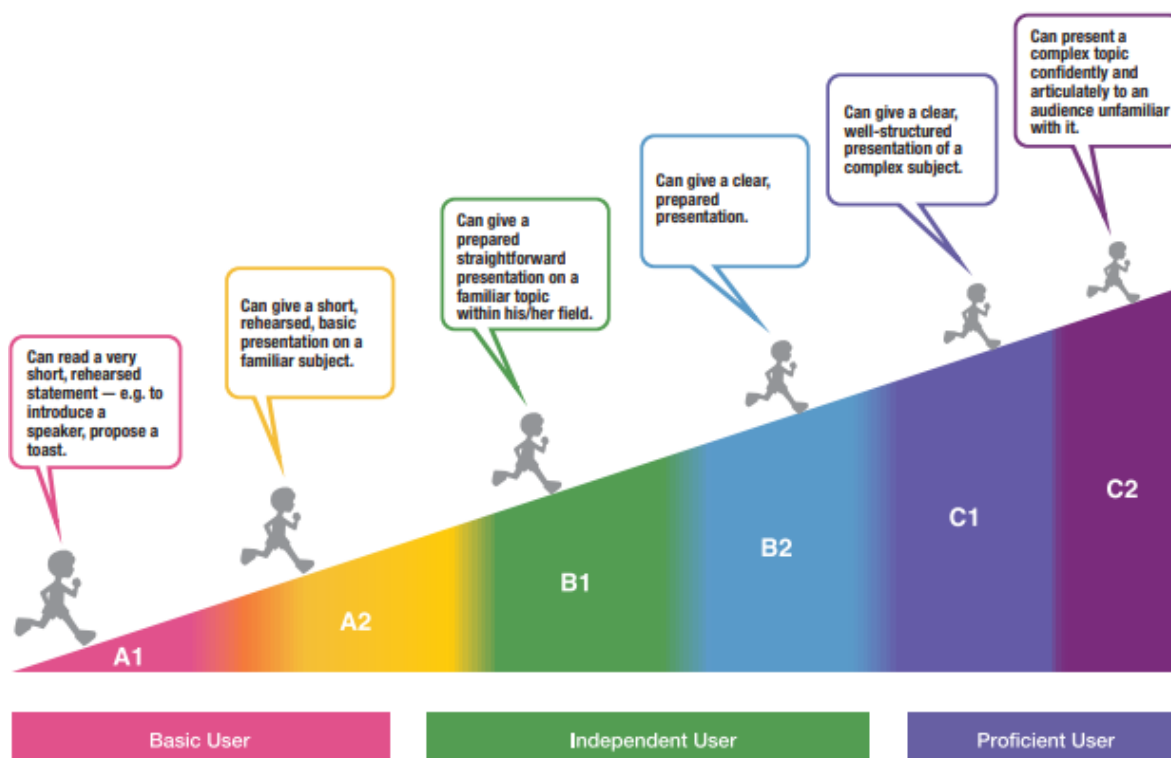 Can read a very
short, rehearsed
statement — e.g. to
introduce a
speaker, propose a
toast.
Can give a short,
rehearsed, basic
presentation on a
familiar subject.
Can give a
prepared
straightforward
presentation on a
familiar topic
within his/her field.
Can give a clear,
prepared
presentation.
Can give a clear,
well-structured
presentation of a
complex subject.
Can present a
complex topic
confidently and
articulately to an
audience unfamiliar
with it.
A1
A2
B1
B2
C1
C2
Basic User
Independent User
Proficient User